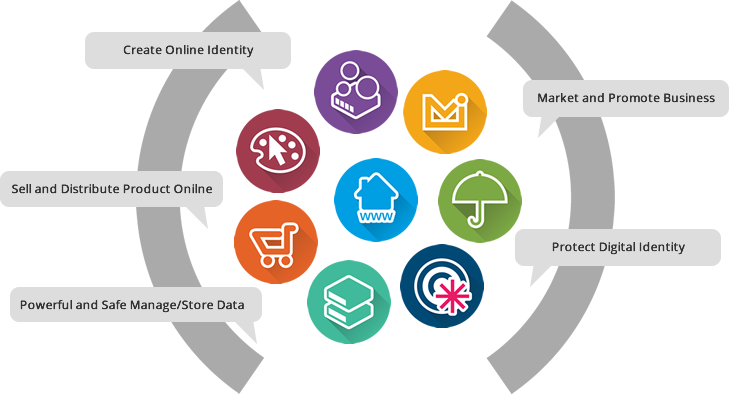 Create Online Identity
Market and Promote Business
Sell and Distribute Product Onilne
www
Protect Digital Identity
Powerful and Safe Manage/Store Data